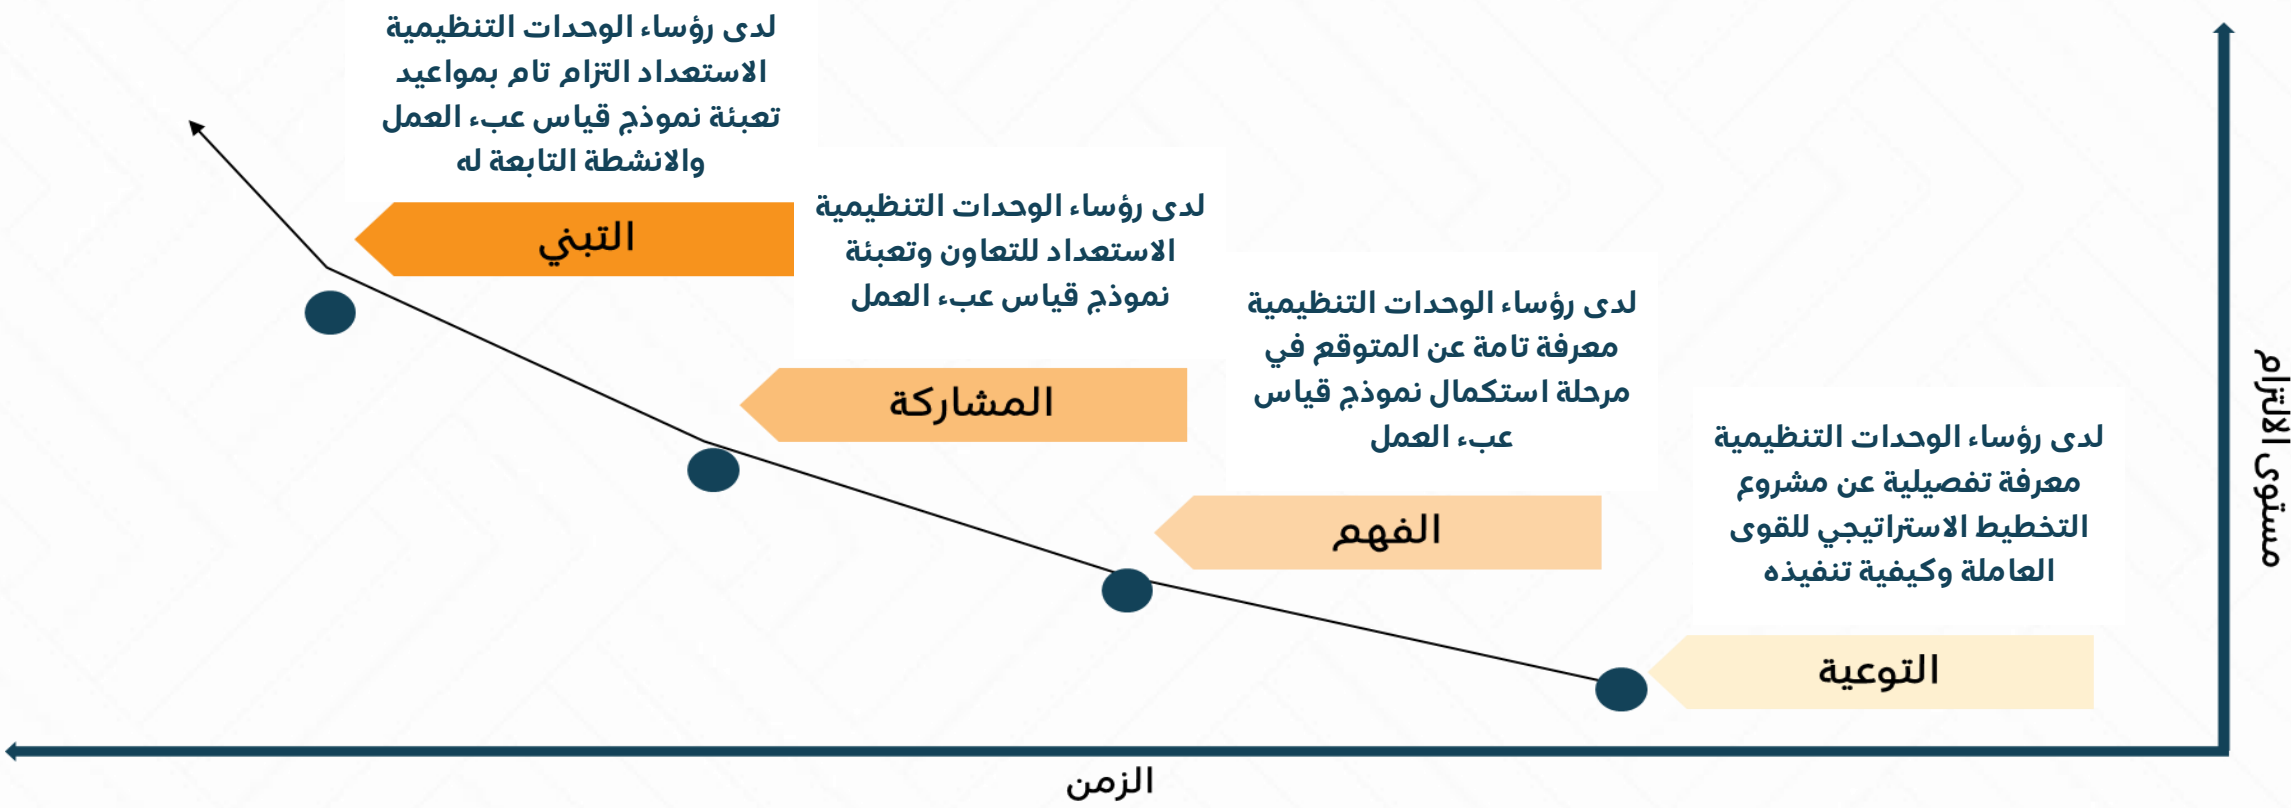 لدى رؤساء الوحدات التنظيمية
الاستعداد التزام تام بمواعيد
تعبئة نموذج قياس عبء العمل
والانشطة التابعة له
التبني
لدى رؤساء الوحدات التنظيمية
الاستعداد للتعاون وتعبئة
نموذج قياس عبء العمل
المشاركة
لدى رؤساء الوحدات التنظيمية
معرفة تامة عن المتوقع في
مرحلة استكمال نموذج قياس
عبء العمل
الفهم
لدى رؤساء الوحدات التنظيمية
معرفة تفصيلية عن مشروع
التخطيط الاستراتيجي للقوى
العاملة وكيفية تنفيذه
التوعية
مستوى الالتزام
الزمن